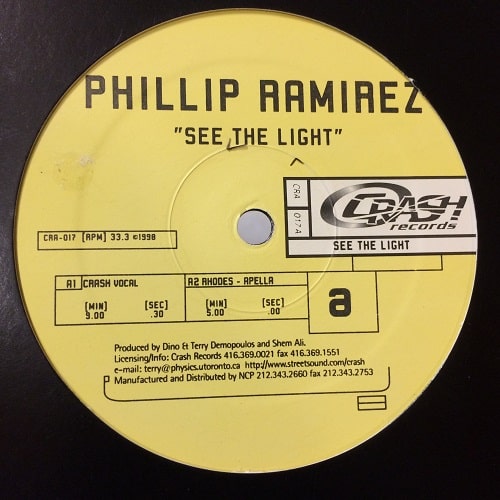 PHILLIP RAMIREZ
"SEE THE LIGHT"
CRA
017 A
CRASH!
records
SEE THE LIGHT
CRA-017 [RPM] 33.3 ©1998
A1 CRASH VOCAL
[MIN] [SEC]
9.00 .30
A2 RHODES - APELLA
[MIN] [SEC]
5.00 .00
a
Produced by Dino & Terry Demopoulos and Shem Ali.
Licensing/Info: Crash Records 416.369.0021 fax 416.369.1551
e-mail: terry@physics.utoronto.ca http://www.streetsound.com/crash
Manufactured and Distributed by NCP 212.343.2660 fax 212.343.2753